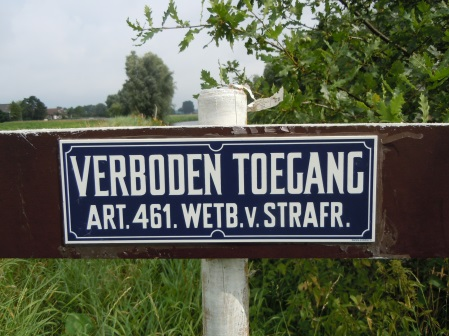 VERBODEN TOEGANG
ART. 461. WETB. v. STRAFR.